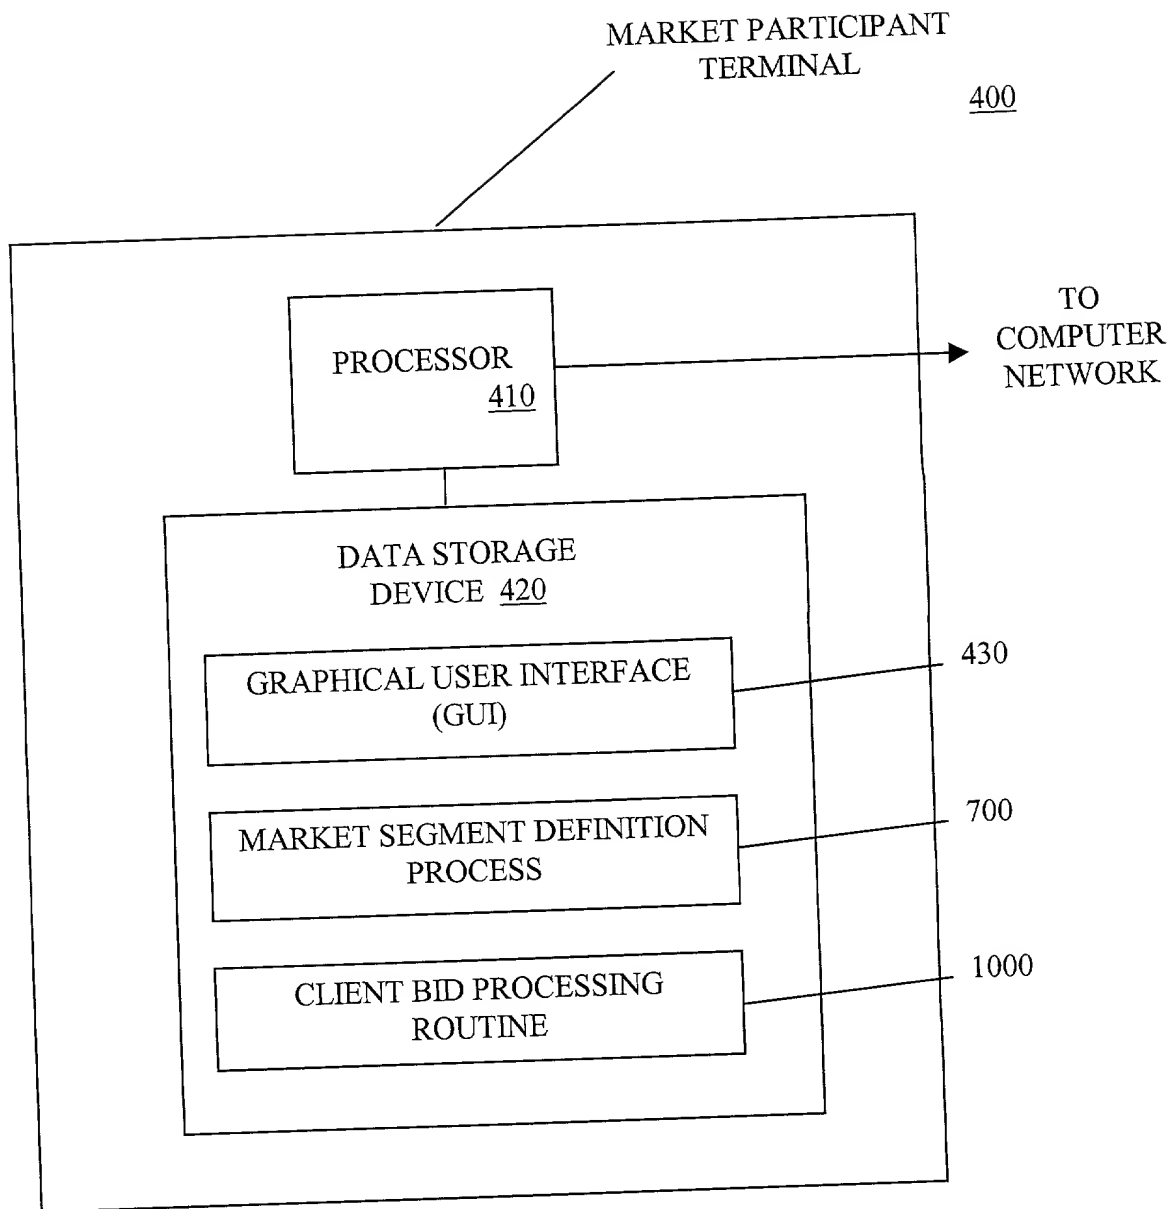 MARKET PARTICIPANT
TERMINAL
400
TO
COMPUTER
NETWORK
PROCESSOR
410
DATA STORAGE
DEVICE 420
GRAPHICAL USER INTERFACE
(GUI)
430
MARKET SEGMENT DEFINITION
PROCESS
700
CLIENT BID PROCESSING
ROUTINE
1000